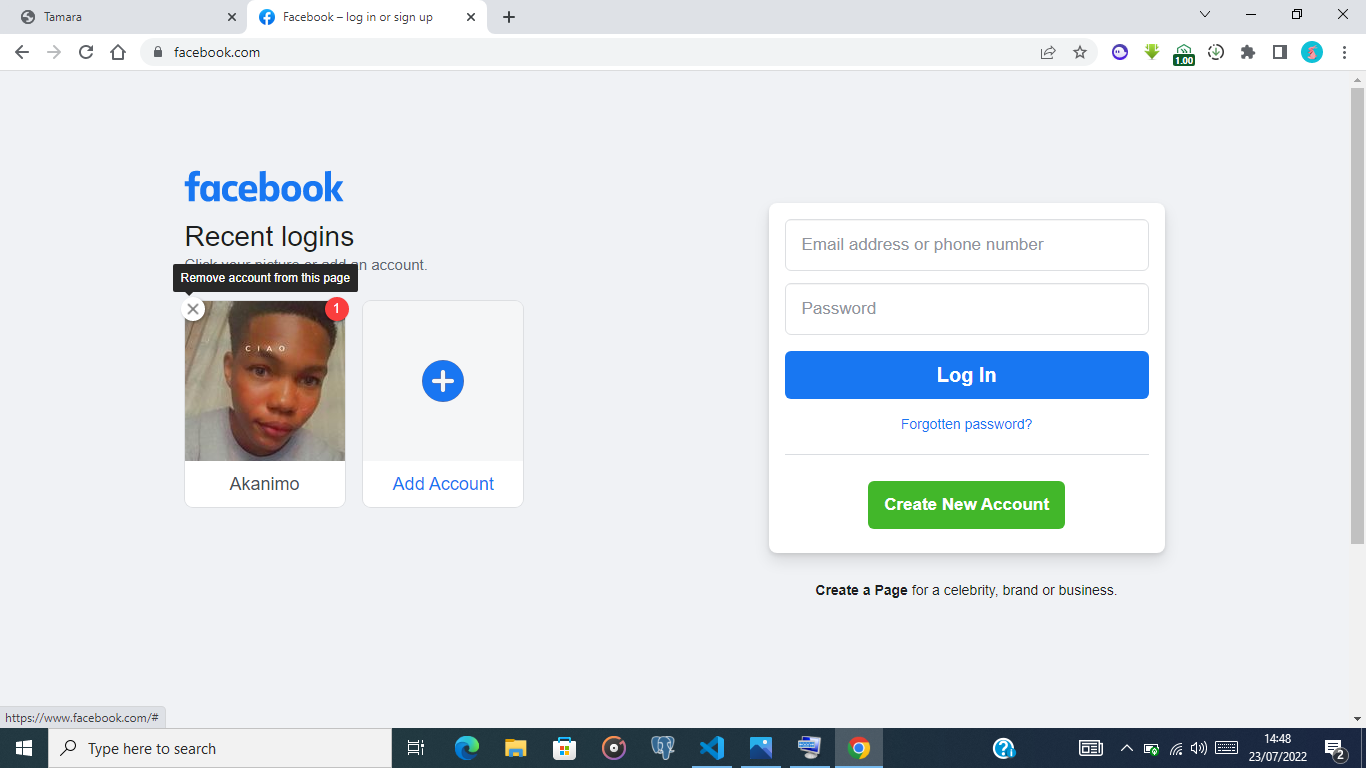 Tamara
Facebook – log in or sign up
facebook.com
1.00
facebook
Recent logins
Click your picture or add an account.
Remove account from this page
1
CIAO
Akanimo
Add Account
Email address or phone number
Password
Log In
Forgotten password?
Create New Account
Create a Page for a celebrity, brand or business.
https://www.facebook.com/#
Type here to search
14:48
23/07/2022
2